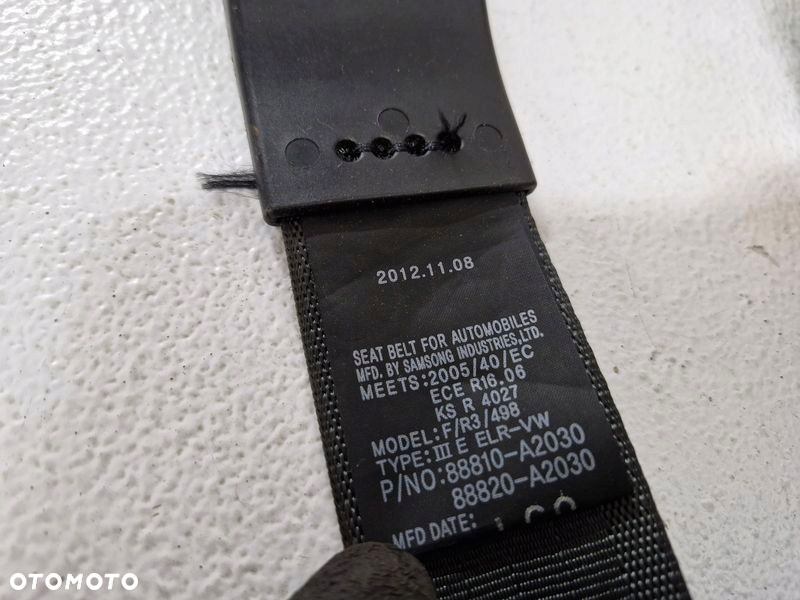 2012.11.08
SEAT BELT FOR AUTOMOBILES
MFD. BY SAMSONG INDUSTRIES,LTD.
MEETS:2005/40/EC
ECE R16.06
KS R 4027
MODEL:F/R3/498
TYPE:III E ELR-VW
P/NO:88810-A2030
88820-A2030
MFD DATE:
OTOMOTO